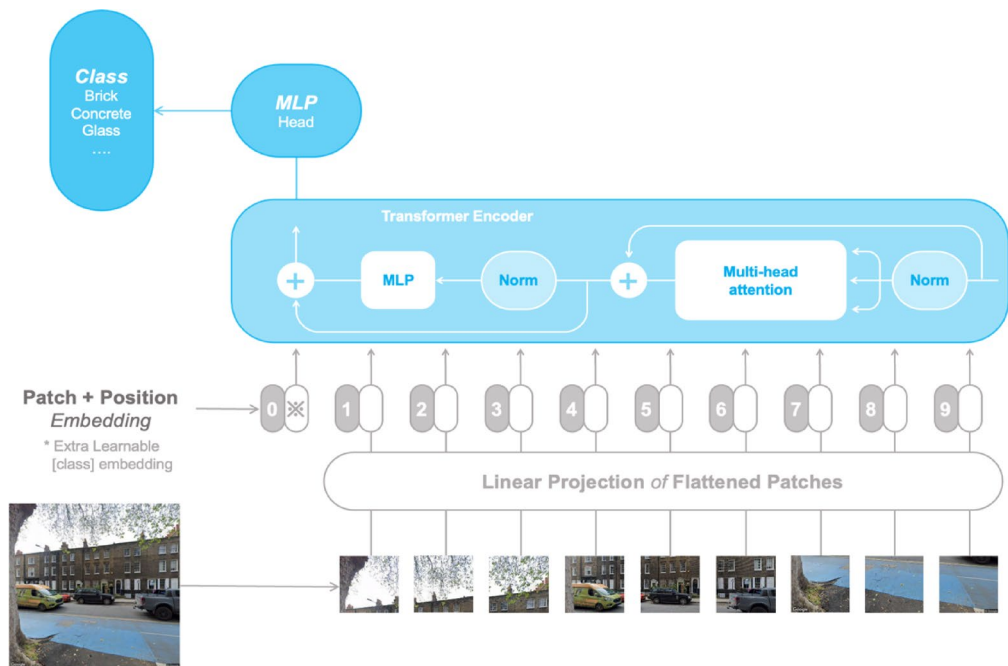 Class
Brick
Concrete
Glass
....
MLP
Head
Transformer Encoder
MLP
Norm
Multi-head
attention
Norm
Patch + Position
Embedding
* Extra Learnable
[class] embedding
0 ※ 1 2 3 4 5 6 7 8 9
Linear Projection of Flattened Patches
Google